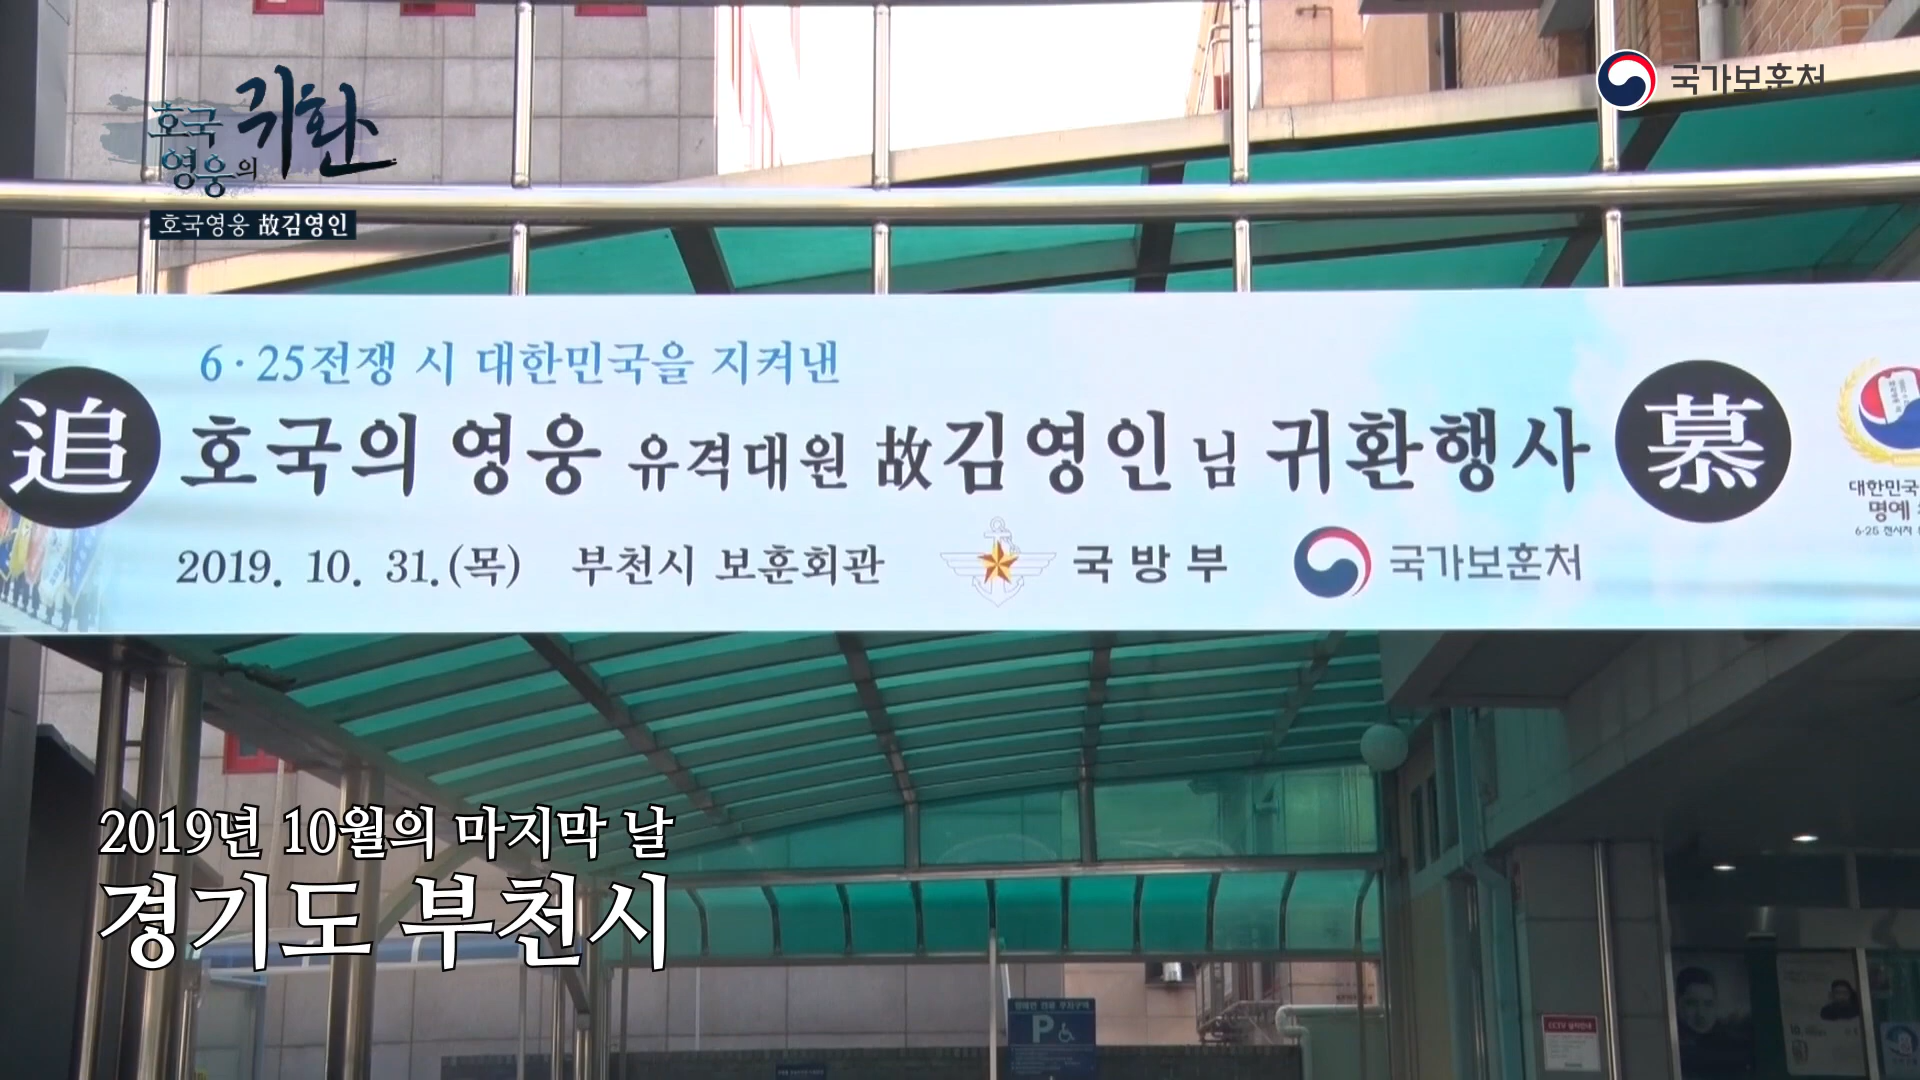 호국
영웅의 귀환
호국영웅 故김영인
국가보훈처
6·25전쟁 시 대한민국을 지켜낸
追 호국의 영웅 유격대원 故김영인님 귀환행사 慕
2019. 10. 31.(목) 부천시 보훈회관 국방부 국가보훈처
대한민국
명예
6·25 전사자
2019년 10월의 마지막 날
경기도 부천시
P